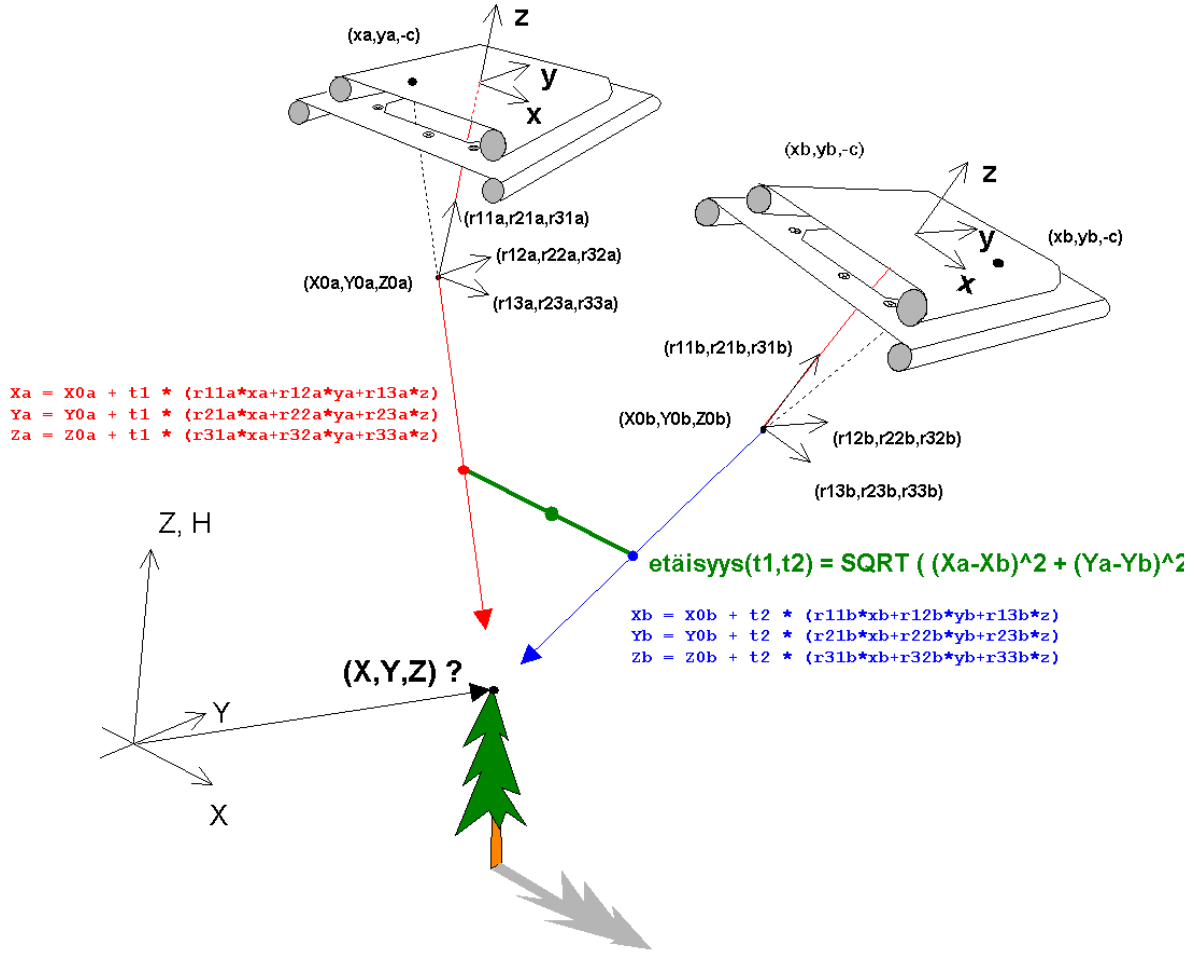 z
(xa,ya,-c)
y
x
(xb,yb,-c)
z
(r11a,r21a,r31a)
(xb,yb,-c)
y
(r12a,r22a,r32a)
(X0a,Y0a,Z0a)
x
(r13a,r23a,r33a)
(r11b,r21b,r31b)
Xa = X0a + t1 * (r11a*xa+r12a*ya+r13a*z)
Ya = Y0a + t1 * (r21a*xa+r22a*ya+r23a*z)
Za = Z0a + t1 * (r31a*xa+r32a*ya+r33a*z)
(X0b,Y0b,Z0b)
(r12b,r22b,r32b)
(r13b,r23b,r33b)
Z, H
etäisyys(t1,t2) = SQRT ( (Xa-Xb)^2 + (Ya-Yb)^2
Xb = X0b + t2 * (r11b*xb+r12b*yb+r13b*z)
Yb = Y0b + t2 * (r21b*xb+r22b*yb+r23b*z)
Zb = Z0b + t2 * (r31b*xb+r32b*yb+r33b*z)
(X,Y,Z) ?
Y
X